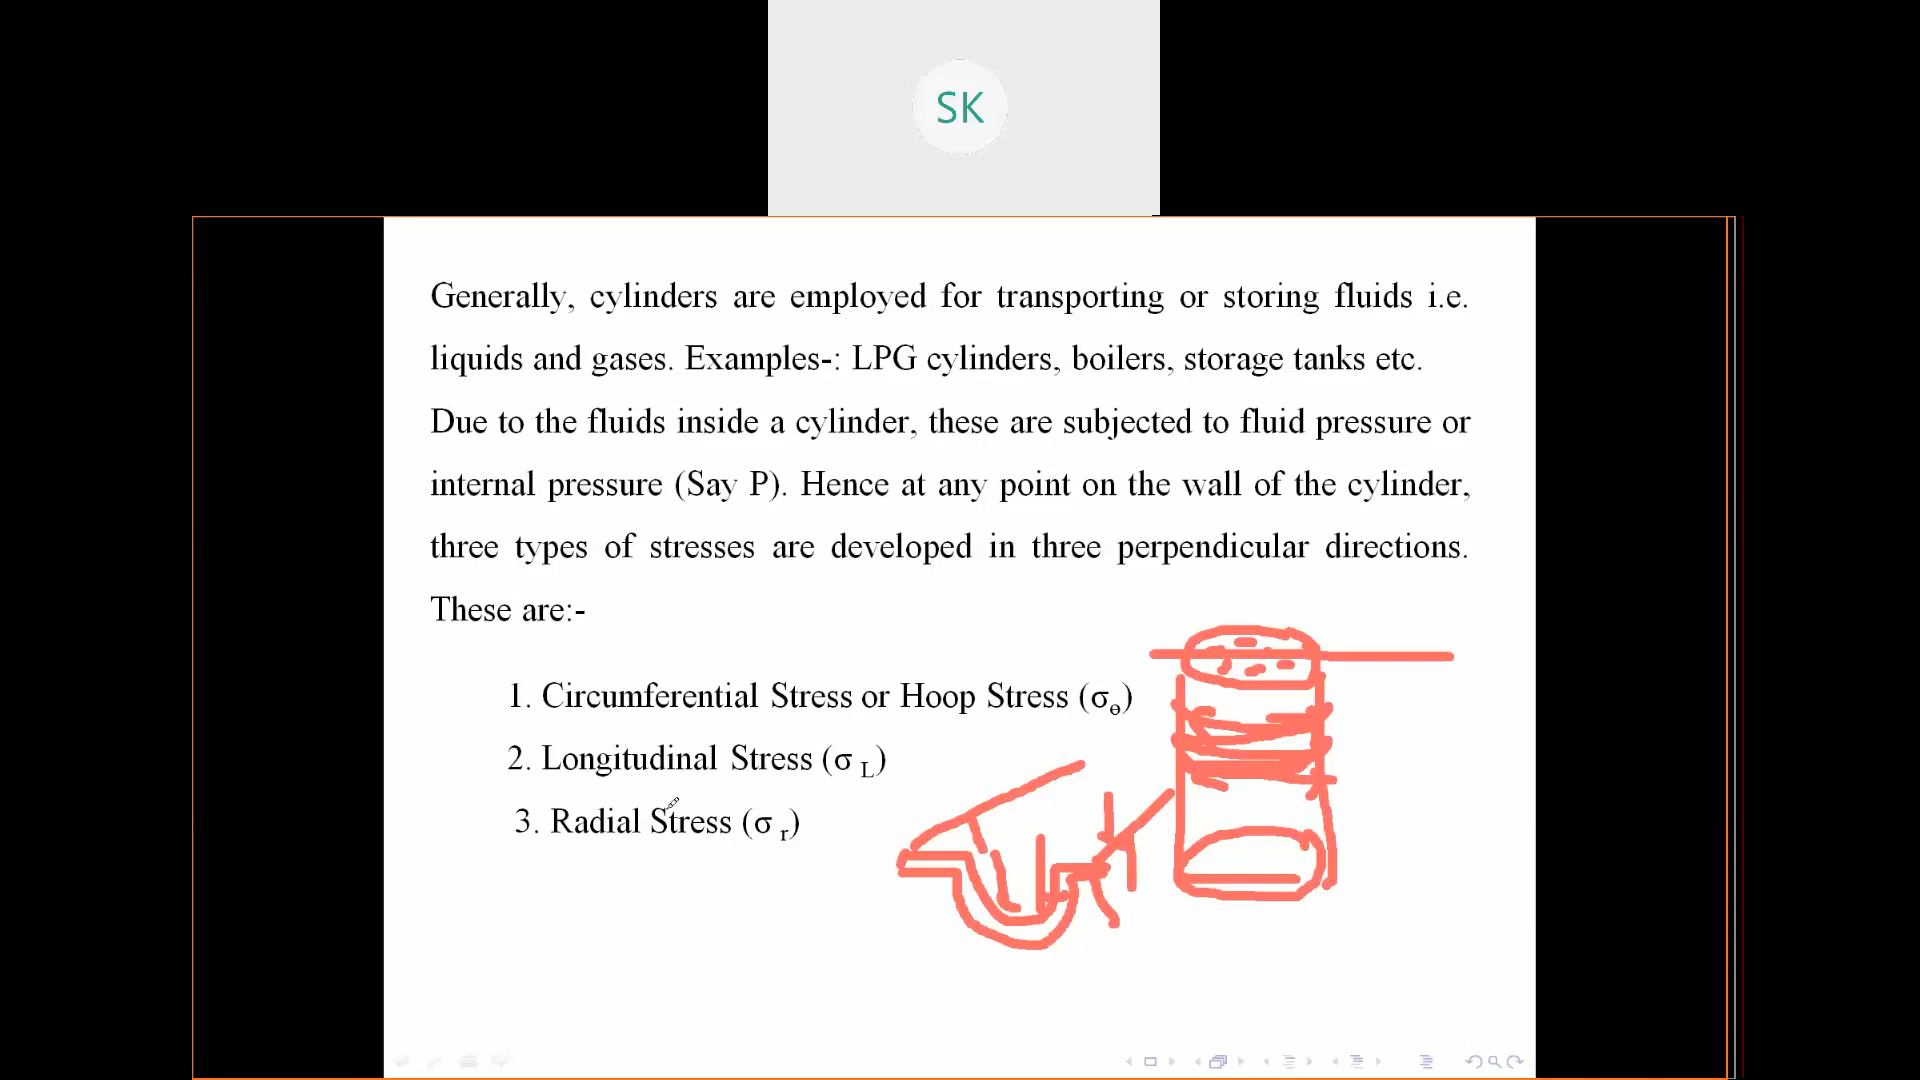 SK
Generally, cylinders are employed for transporting or storing fluids i.e.
liquids and gases. Examples-: LPG cylinders, boilers, storage tanks etc.
Due to the fluids inside a cylinder, these are subjected to fluid pressure or
internal pressure (Say P). Hence at any point on the wall of the cylinder,
three types of stresses are developed in three perpendicular directions.
These are:-
1. Circumferential Stress or Hoop Stress (σө)
2. Longitudinal Stress (σ L)
3. Radial Stress (σ r)